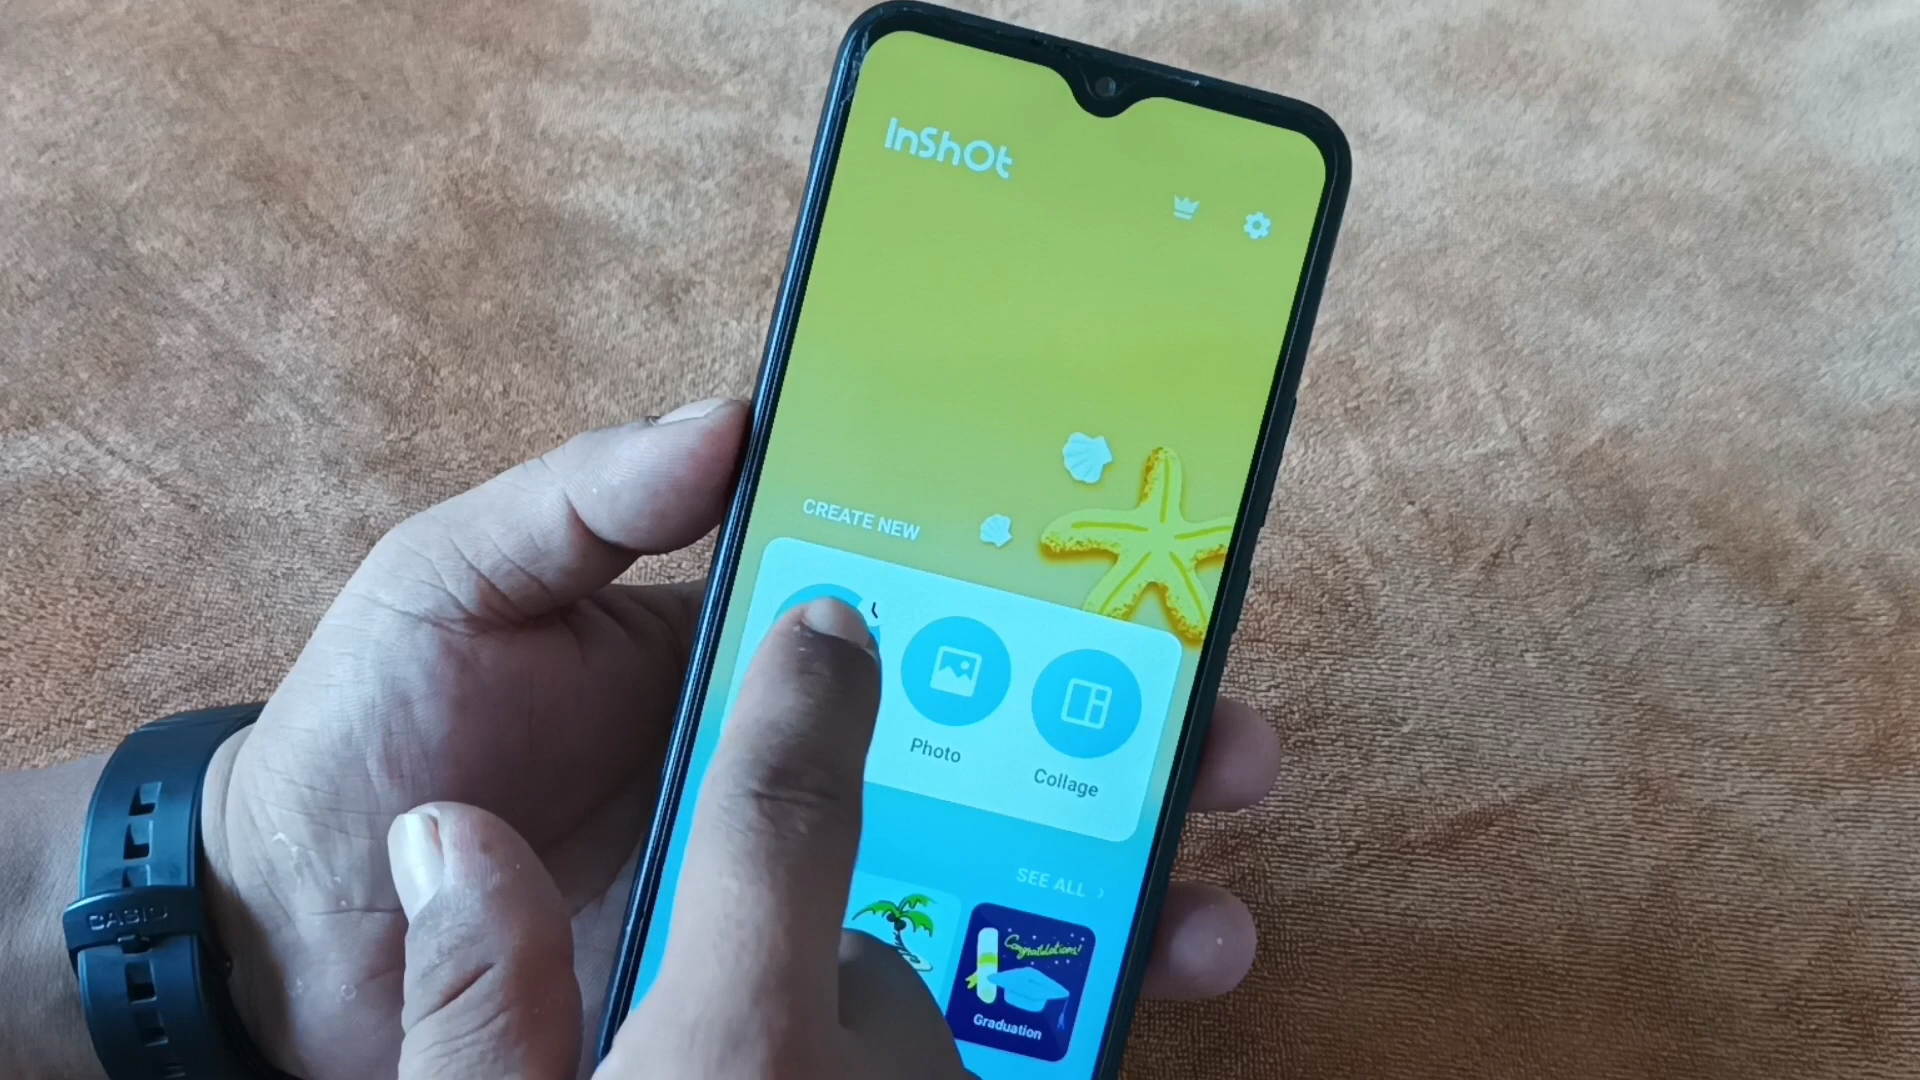 InShOt
CREATE NEW
Photo
Collage
SEE ALL >
Congratulations!
Graduation
CASIO